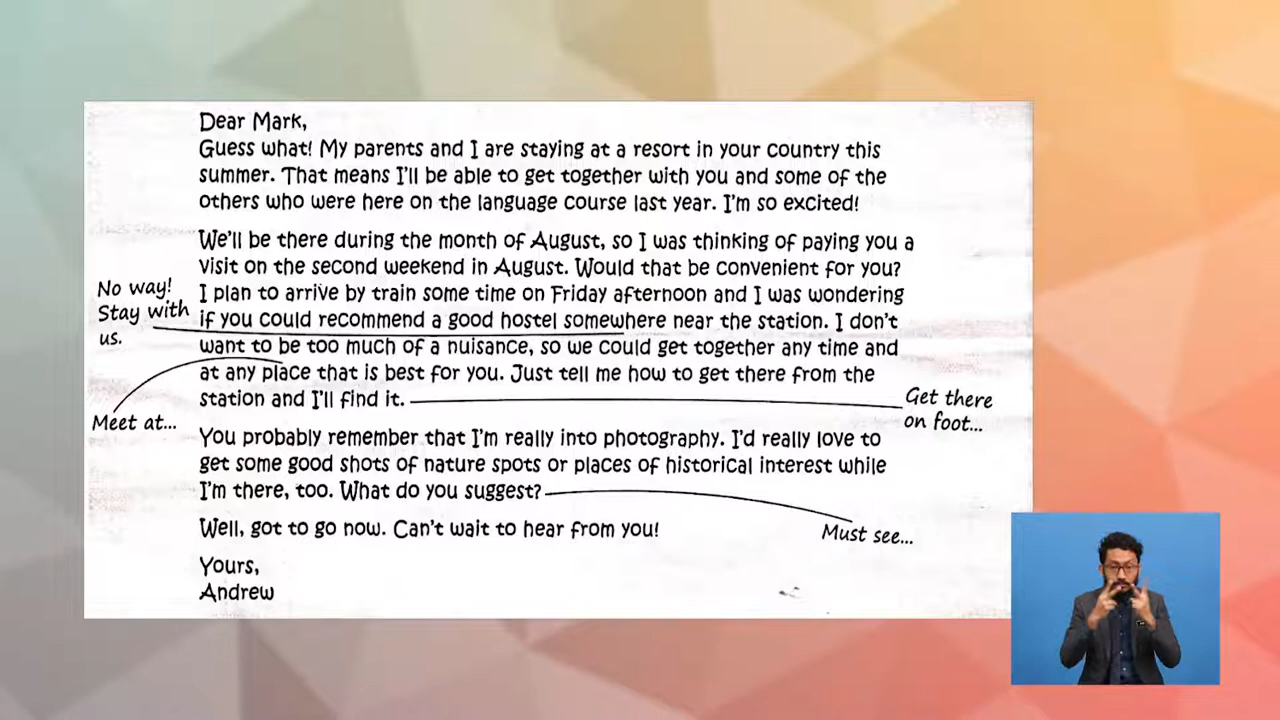 Dear Mark,
Guess what! My parents and I are staying at a resort in your country this
summer. That means I'll be able to get together with you and some of the
others who were here on the language course last year. I'm so excited!
We'll be there during the month of August, so I was thinking of paying you a
visit on the second weekend in August. Would that be convenient for you?
I plan to arrive by train some time on Friday afternoon and I was wondering
if you could recommend a good hostel somewhere near the station. I don't
want to be too much of a nuisance, so we could get together any time and
at any place that is best for you. Just tell me how to get there from the
station and I'll find it.
No way!
Stay with
us.
Meet at...
Get there
on foot...
You probably remember that I'm really into photography. I'd really love to
get some good shots of nature spots or places of historical interest while
I'm there, too. What do you suggest?
Must see...
Well, got to go now. Can't wait to hear from you!
Yours,
Andrew